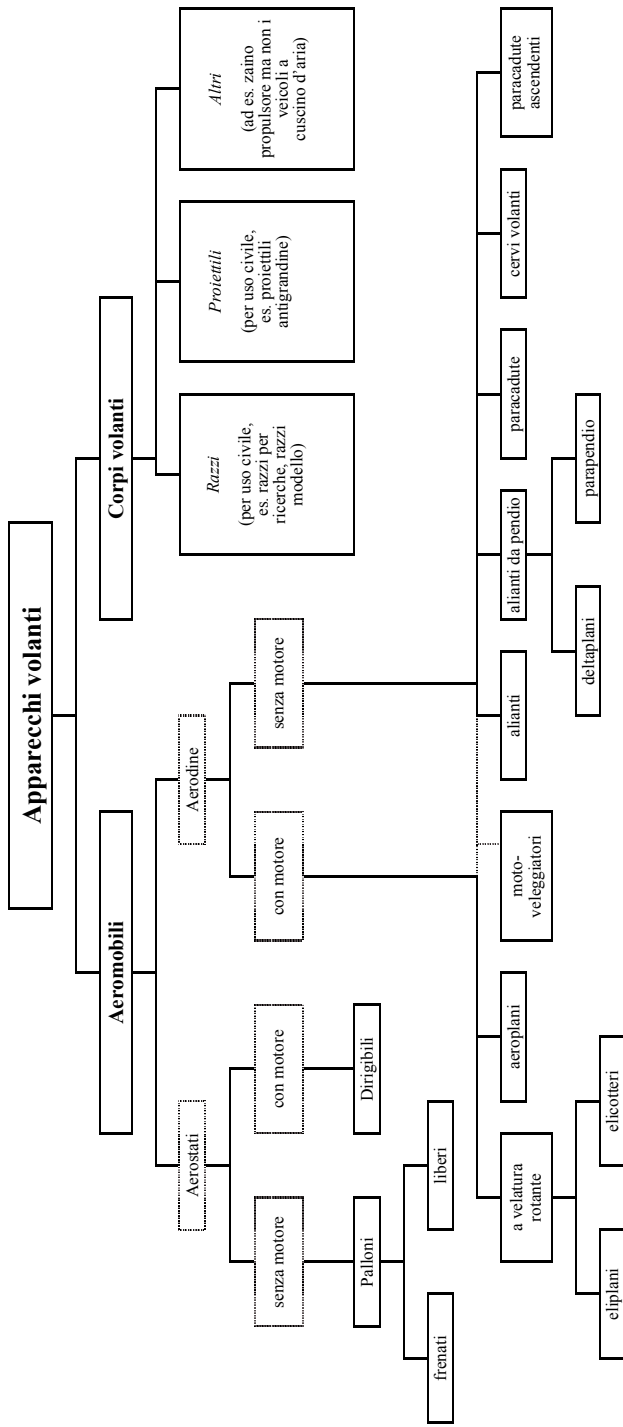 Apparecchi volanti
Aeromobili
Corpi volanti
Aerostati
Aerodine
Razzi
(per uso civile,
es. razzi per
ricerche, razzi
modello)
Proiettili
(per uso civile,
es. proiettili
antigrandine)
Altri
(ad es. zaino
propulsore ma non i
veicoli a
cuscino d'aria)
senza motore
con motore
con motore
senza motore
Palloni
Dirigibili
frenati
liberi
a velatura
rotante
aeroplani
moto-
veleggiatori
alianti
alianti da pendio
paracadute
cervi volanti
paracadute
ascendenti
eliplani
elicotteri
deltaplani
parapendio